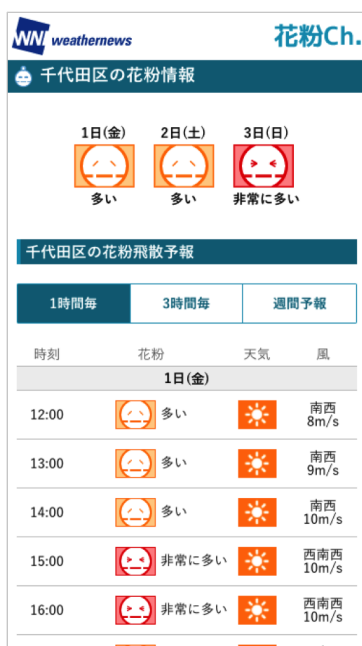 WN weathernews
花粉Ch.
千代田区の花粉情報
1日(金) 2日(土) 3日(日)
多い 多い 非常に多い
千代田区の花粉飛散予報
1時間毎 3時間毎 週間予報
時刻 花粉 天気 風
1日(金)
12:00 多い 南西 8m/s
13:00 多い 南西 9m/s
14:00 多い 南西 10m/s
15:00 非常に多い 西南西 10m/s
16:00 非常に多い 西南西 10m/s